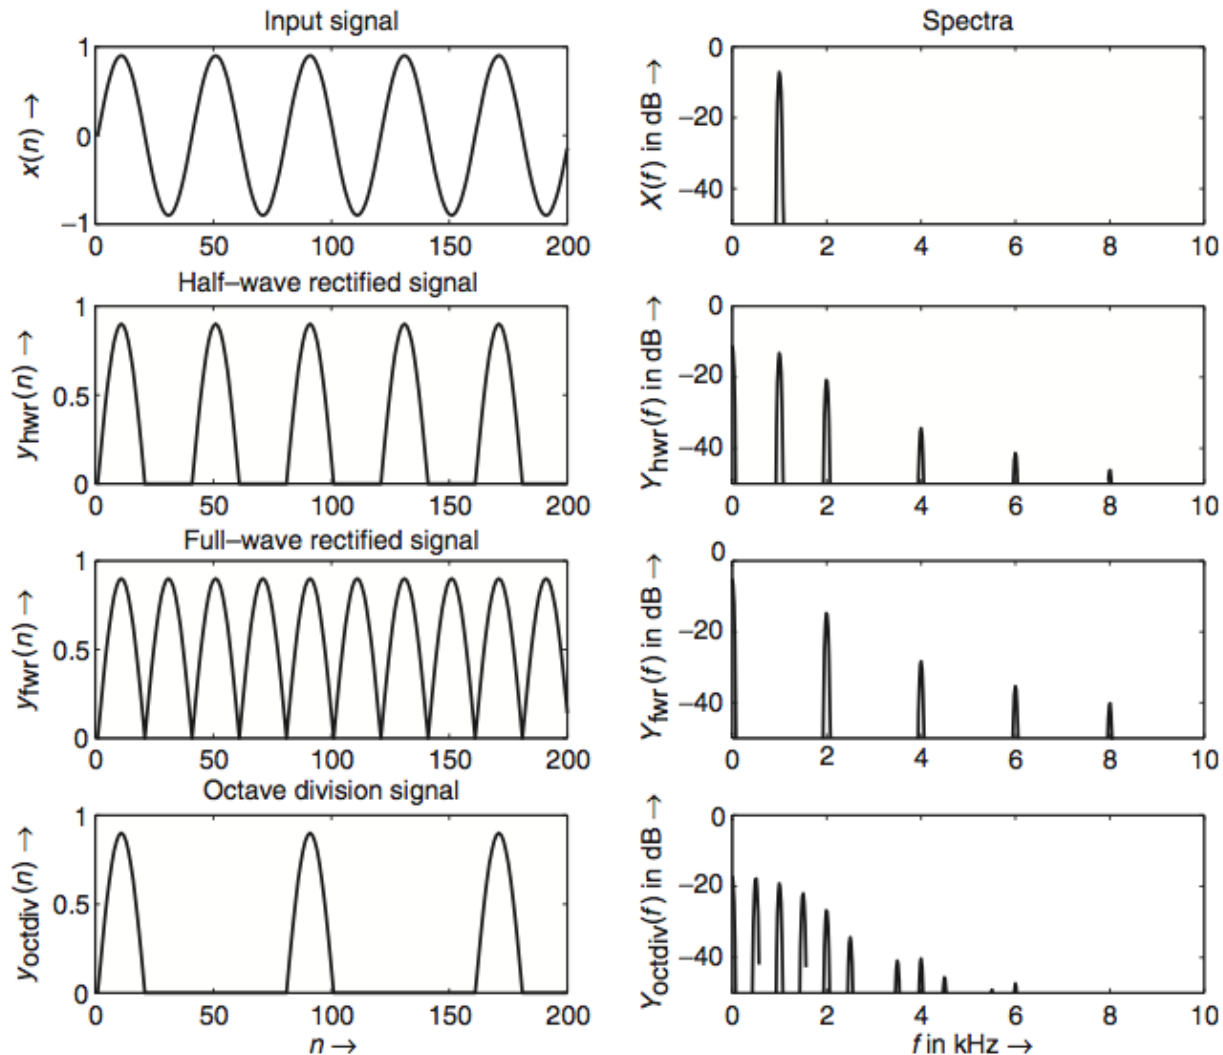 Input signal
1
0
−1
x(n) →
0 50 100 150 200
Spectra
0
−20
−40
X(f) in dB →
0 2 4 6 8 10
Half–wave rectified signal
1
0.5
0
yhwr(n) →
0 50 100 150 200
0
−20
−40
Yhwr(f) in dB →
0 2 4 6 8 10
Full–wave rectified signal
1
0.5
0
yfwr(n) →
0 50 100 150 200
0
−20
−40
Yfwr(f) in dB →
0 2 4 6 8 10
Octave division signal
1
0.5
0
yoctdiv(n) →
0 50 100 150 200
n →
0
−20
−40
Yoctdiv(f) in dB →
0 2 4 6 8 10
f in kHz →